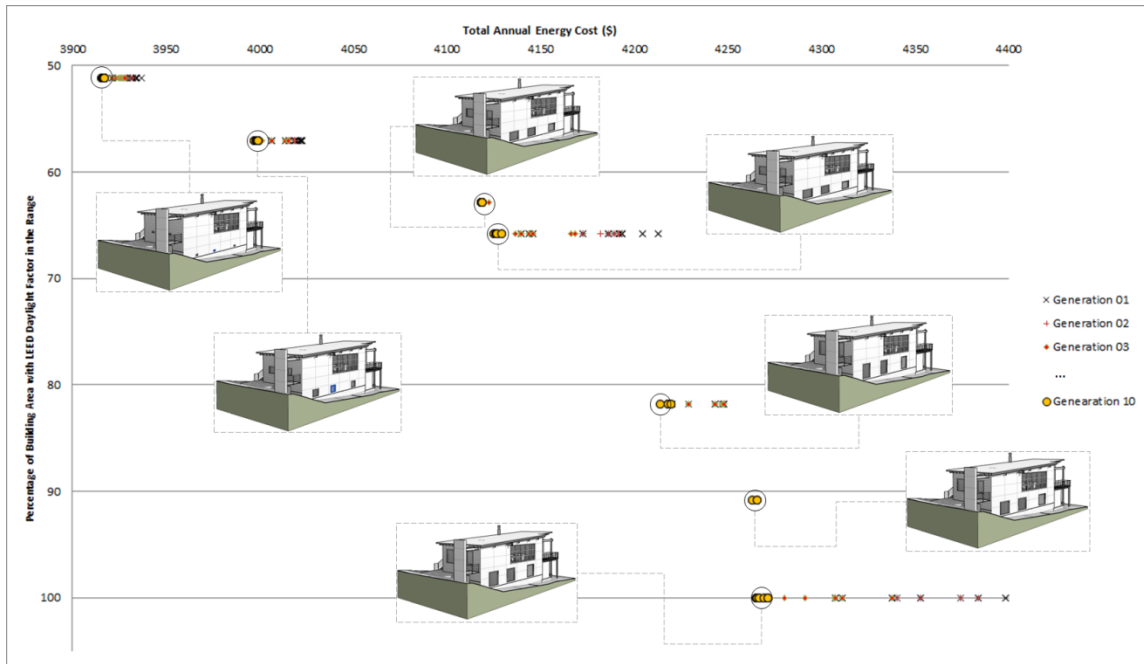 Total Annual Energy Cost ($)
3900 3950 4000 4050 4100 4150 4200 4250 4300 4350 4400
Percentage of Building Area with LEED Daylight Factor in the Range
50
60
70
80
90
100
Generation 01
Generation 02
Generation 03
...
Genearation 10